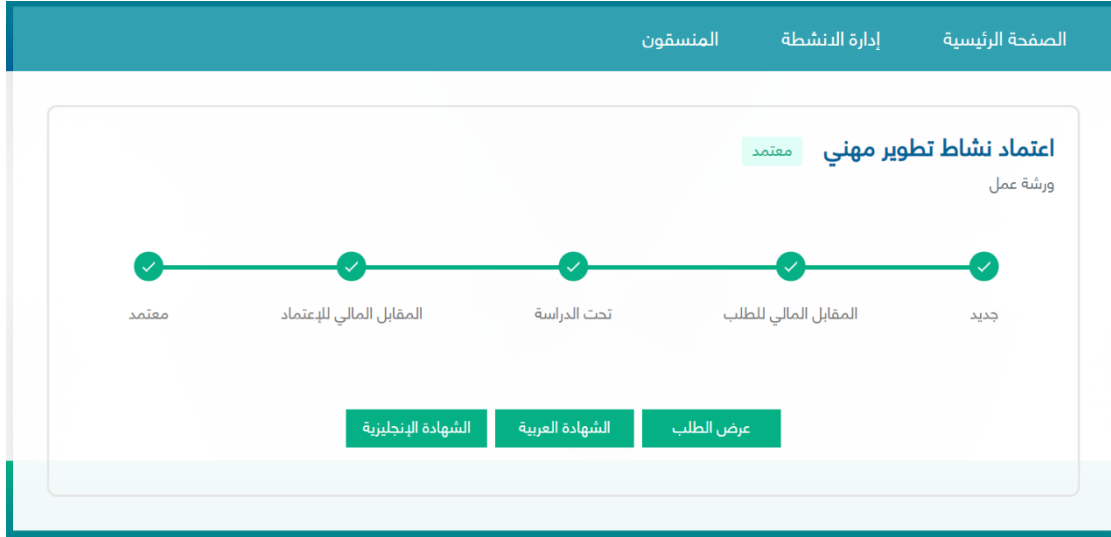 الصفحة الرئيسية إدارة الانشطة المنسقون
اعتماد نشاط تطوير مهني معتمد
ورشة عمل
جديد المقابل المالي للطلب تحت الدراسة المقابل المالي للإعتماد معتمد
عرض الطلب الشهادة العربية الشهادة الإنجليزية